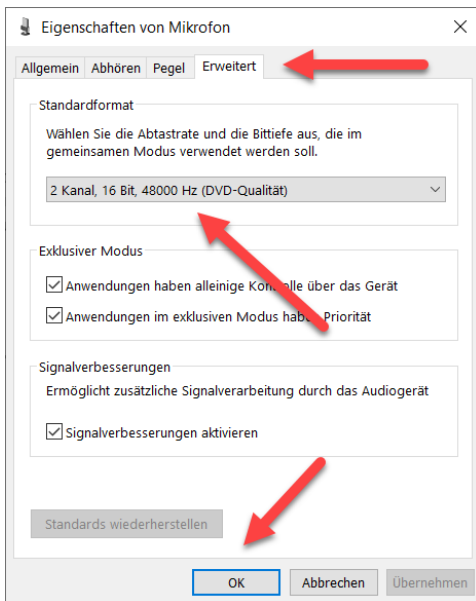 Eigenschaften von Mikrofon
Allgemein Abhören Pegel Erweitert
Standardformat
Wählen Sie die Abtastrate und die Bittiefe aus, die im
gemeinsamen Modus verwendet werden soll.
2 Kanal, 16 Bit, 48000 Hz (DVD-Qualität)
Exklusiver Modus
Anwendungen haben alleinige Kontrolle über das Gerät
Anwendungen im exklusiven Modus haben Priorität
Signalverbesserungen
Ermöglicht zusätzliche Signalverarbeitung durch das Audiogerät
Signalverbesserungen aktivieren
Standards wiederherstellen
OK Abbrechen Übernehmen